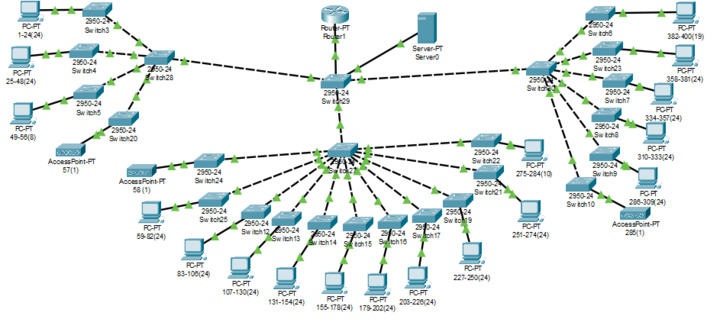 PC-PT
1-24(24)
2950-24
Switch3
PC-PT
25-48(24)
2950-24
Switch4
2950-24
Switch28
PC-PT
49-56(8)
2950-24
Switch5
2950-24
Switch20
AccessPoint-PT
57(1)
Router-PT
Router1
Server-PT
Server0
2950-24
Switch29
2950-24
Switch6
PC-PT
382-400(19)
2950-24
Switch23
PC-PT
358-381(24)
2950-24
2950-24
Switch7
PC-PT
334-357(24)
2950-24
Switch8
PC-PT
310-333(24)
2950-24
Switch9
PC-PT
286-309(24)
2950-24
Switch10
AccessPoint-PT
285(1)
2950-24
2950-24
Switch22
PC-PT
275-284(10)
2950-24
Switch21
PC-PT
251-274(24)
AccessPoint-PT
58 (1)
2950-24
Switch24
PC-PT
59-82(24)
2950-24
Switch25
2950-24
Switch12
PC-PT
83-106(24)
2950-24
Switch13
PC-PT
107-130(24)
2950-24
Switch14
PC-PT
131-154(24)
2950-24
Switch15
PC-PT
155-178(24)
2950-24
Switch16
PC-PT
179-202(24)
2950-24
Switch17
PC-PT
203-226(24)
2950-24
PC-PT
227-250(24)